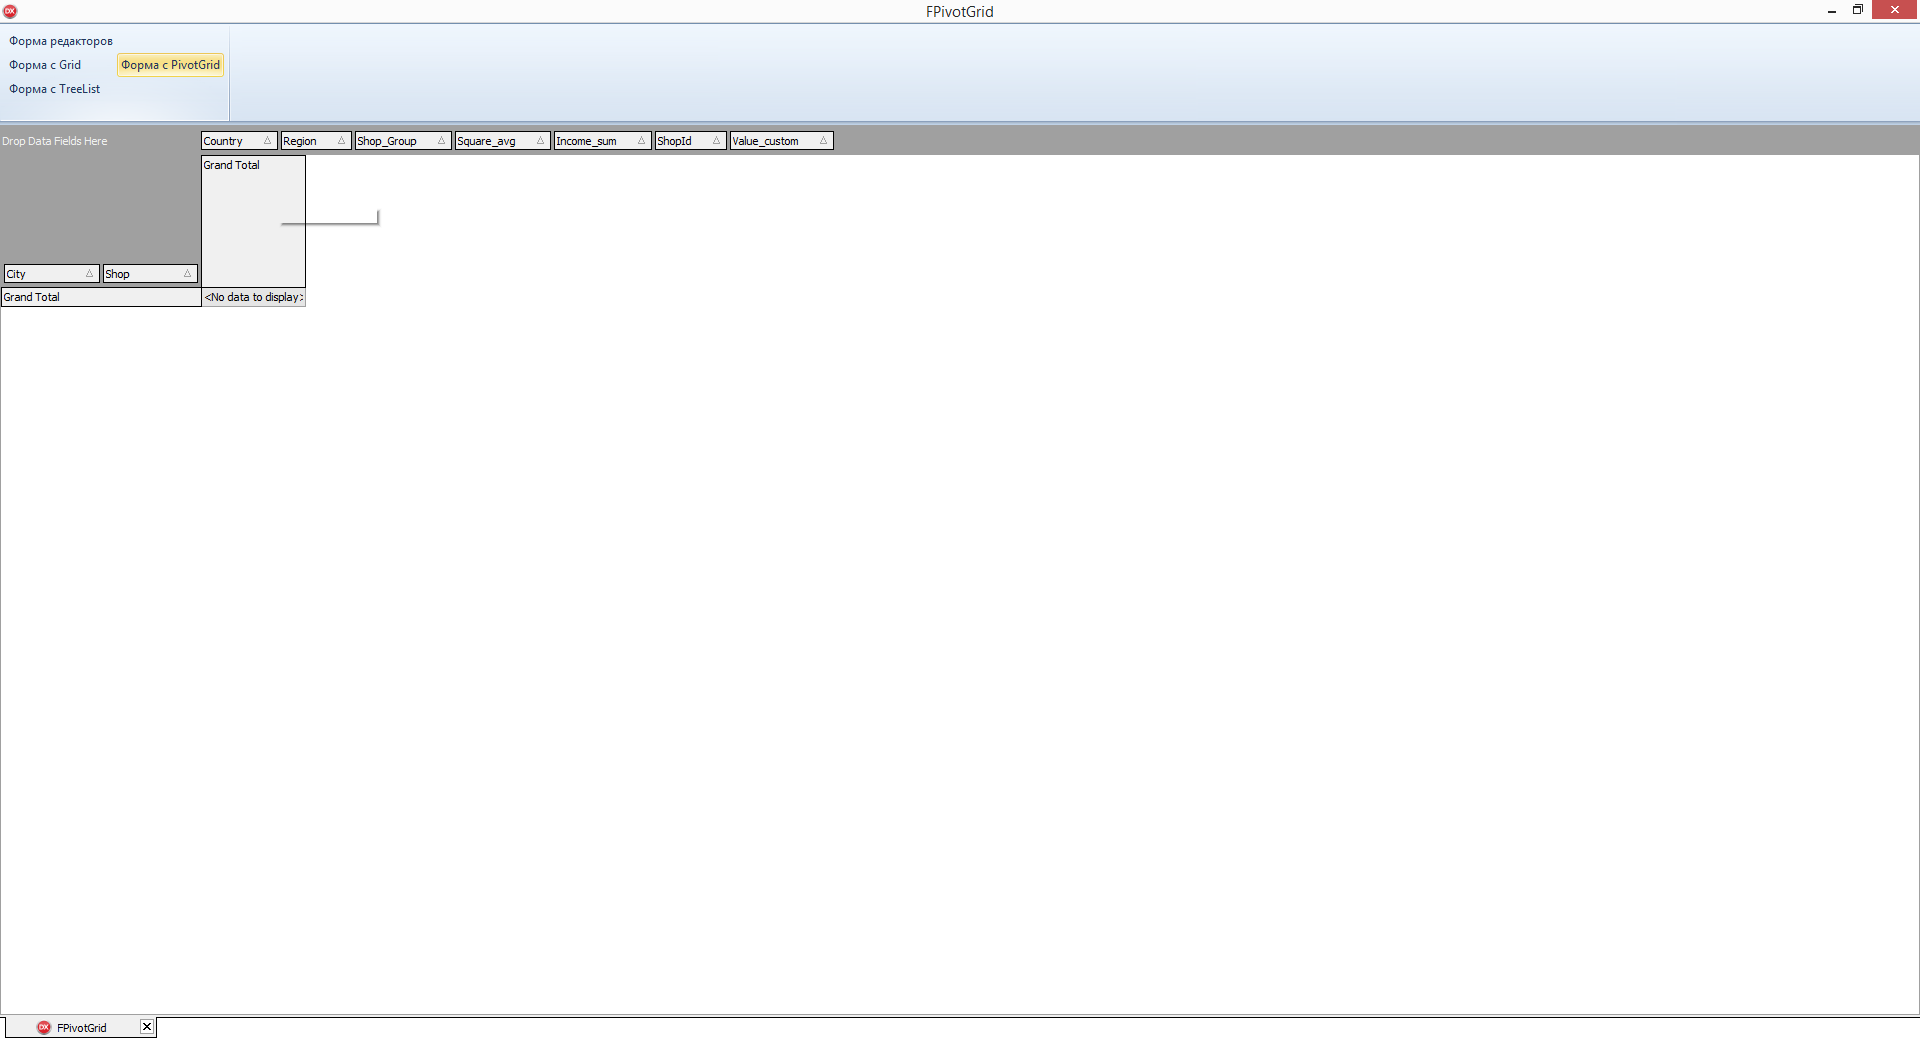 FPivotGrid
Форма редакторов
Форма с Grid
Форма с PivotGrid
Форма с TreeList
Drop Data Fields Here
Country
Region
Shop_Group
Square_avg
Income_sum
ShopId
Value_custom
Grand Total
City
Shop
Grand Total
<No data to display>
DX FPivotGrid